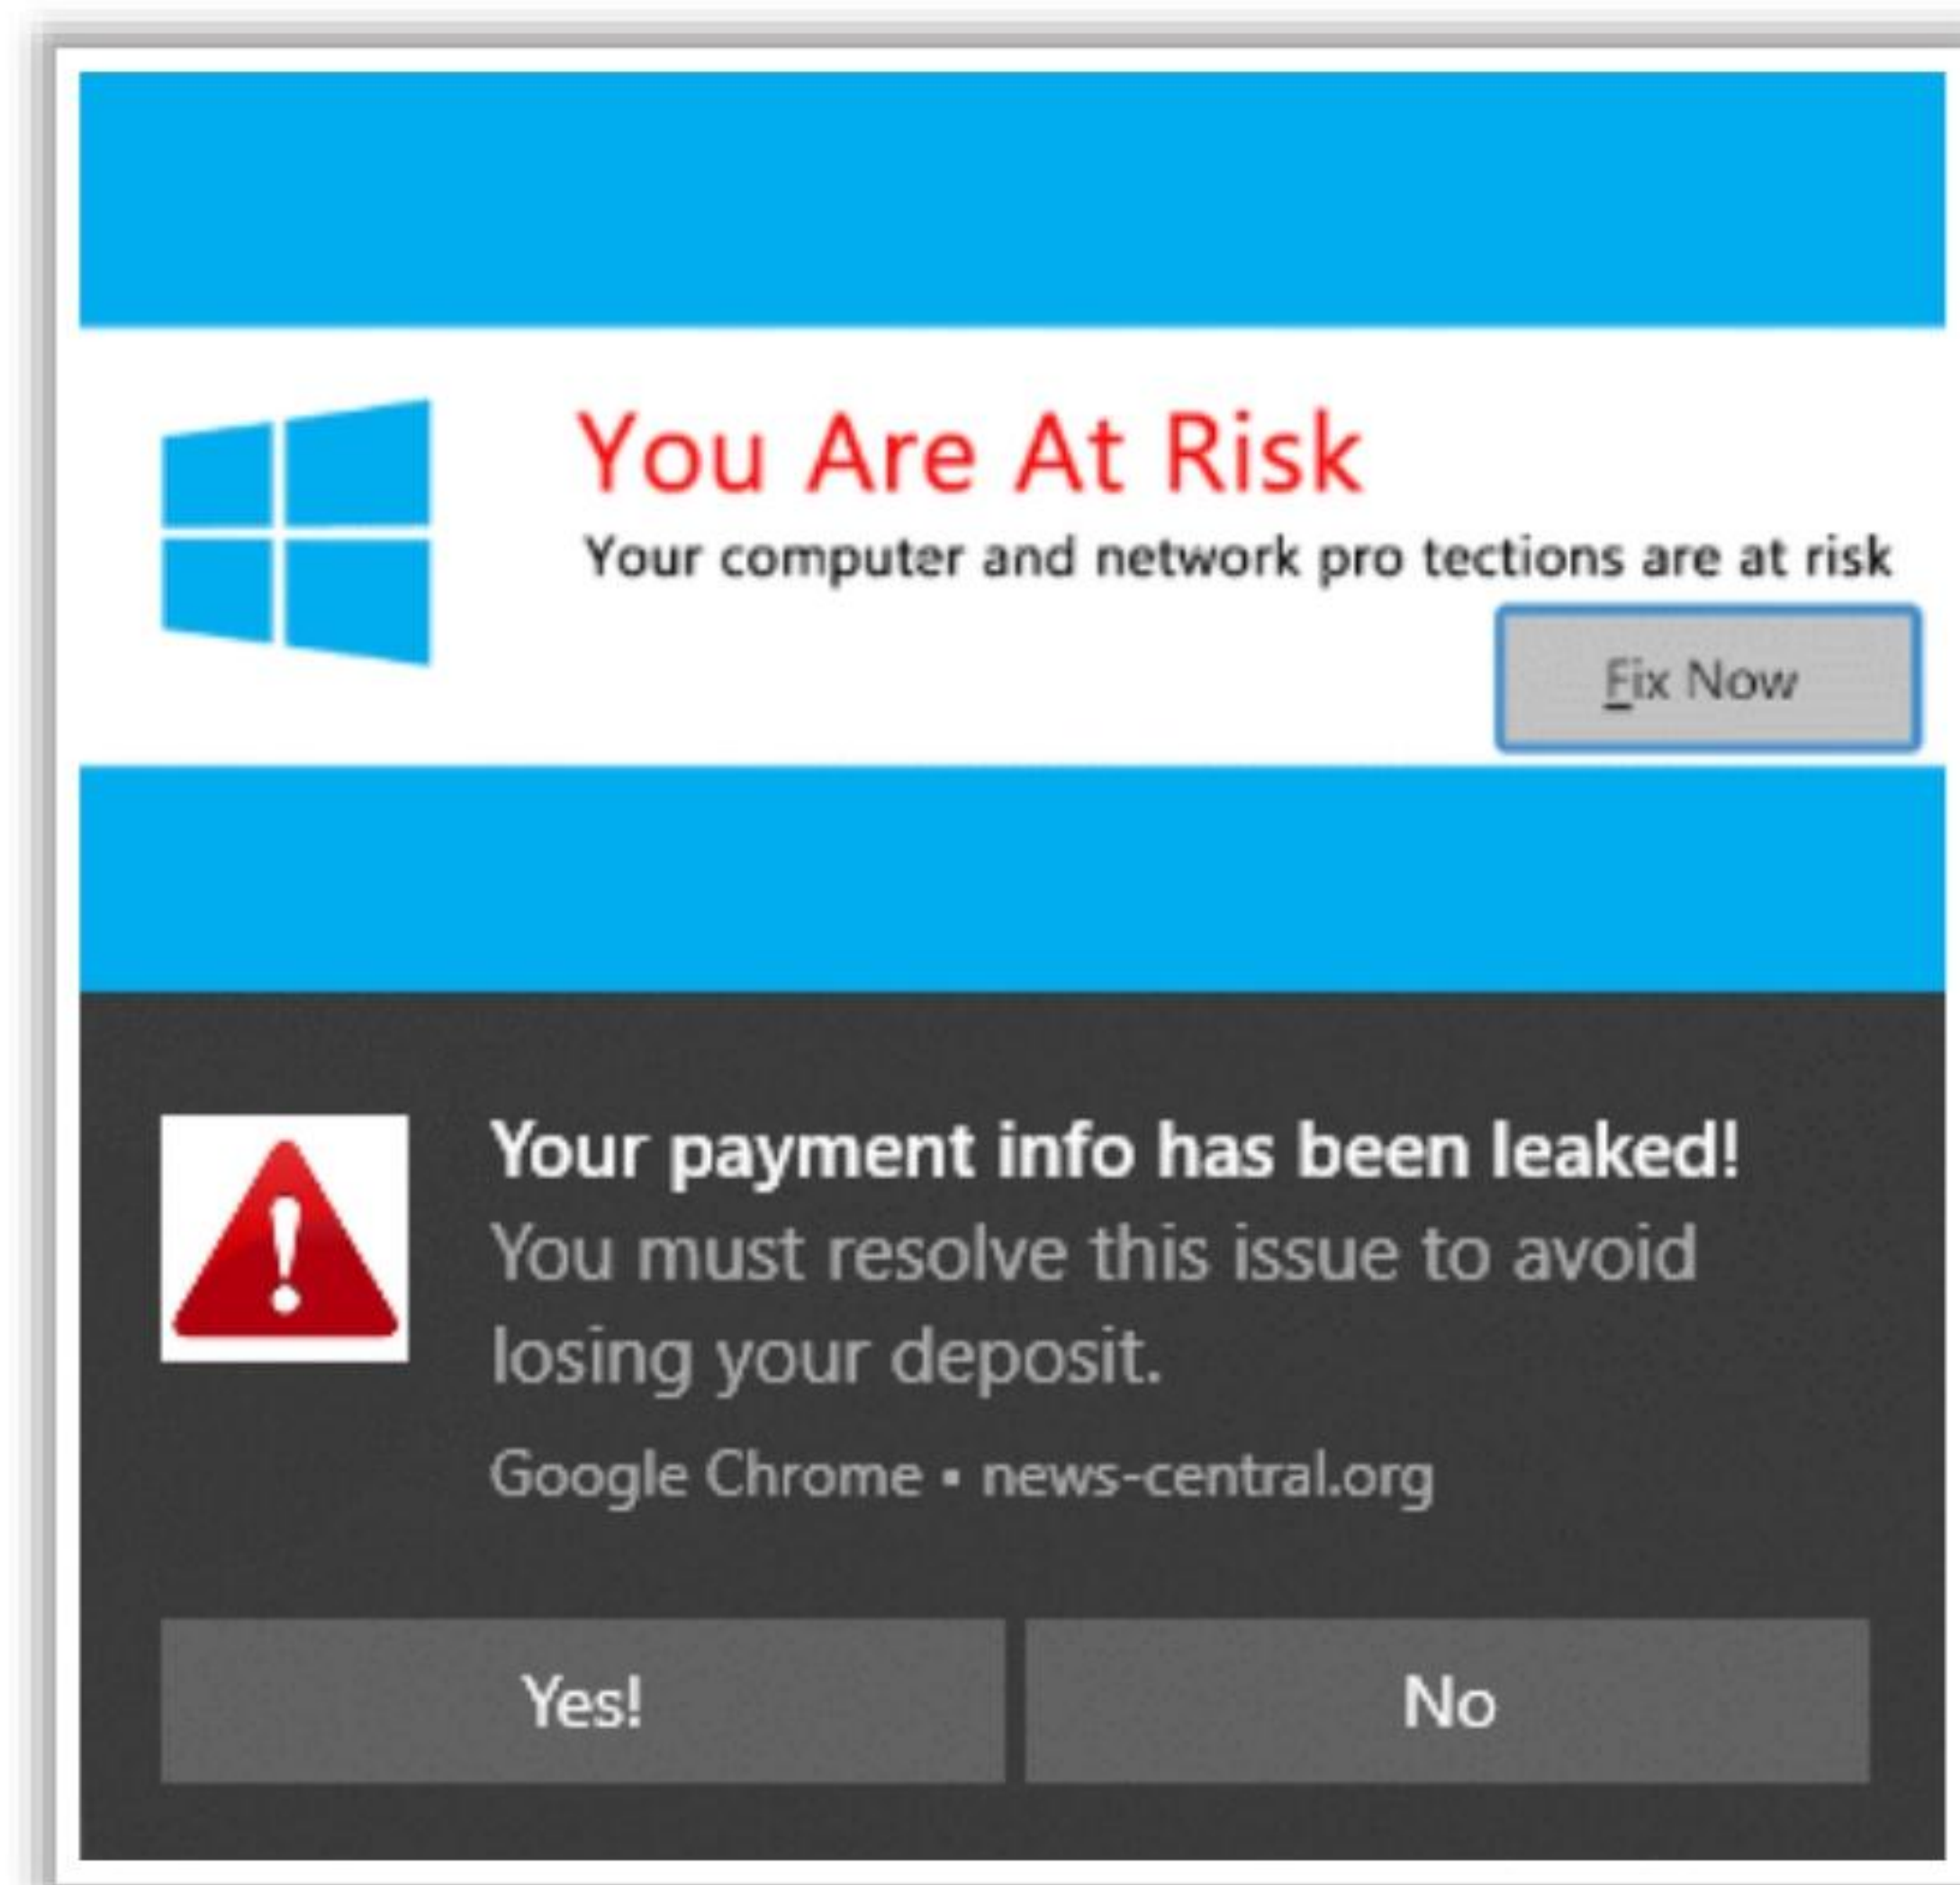 You Are At Risk
Your computer and network pro tections are at risk
Fix Now
Your payment info has been leaked!
You must resolve this issue to avoid
losing your deposit.
Google Chrome ▪ news-central.org
Yes!
No